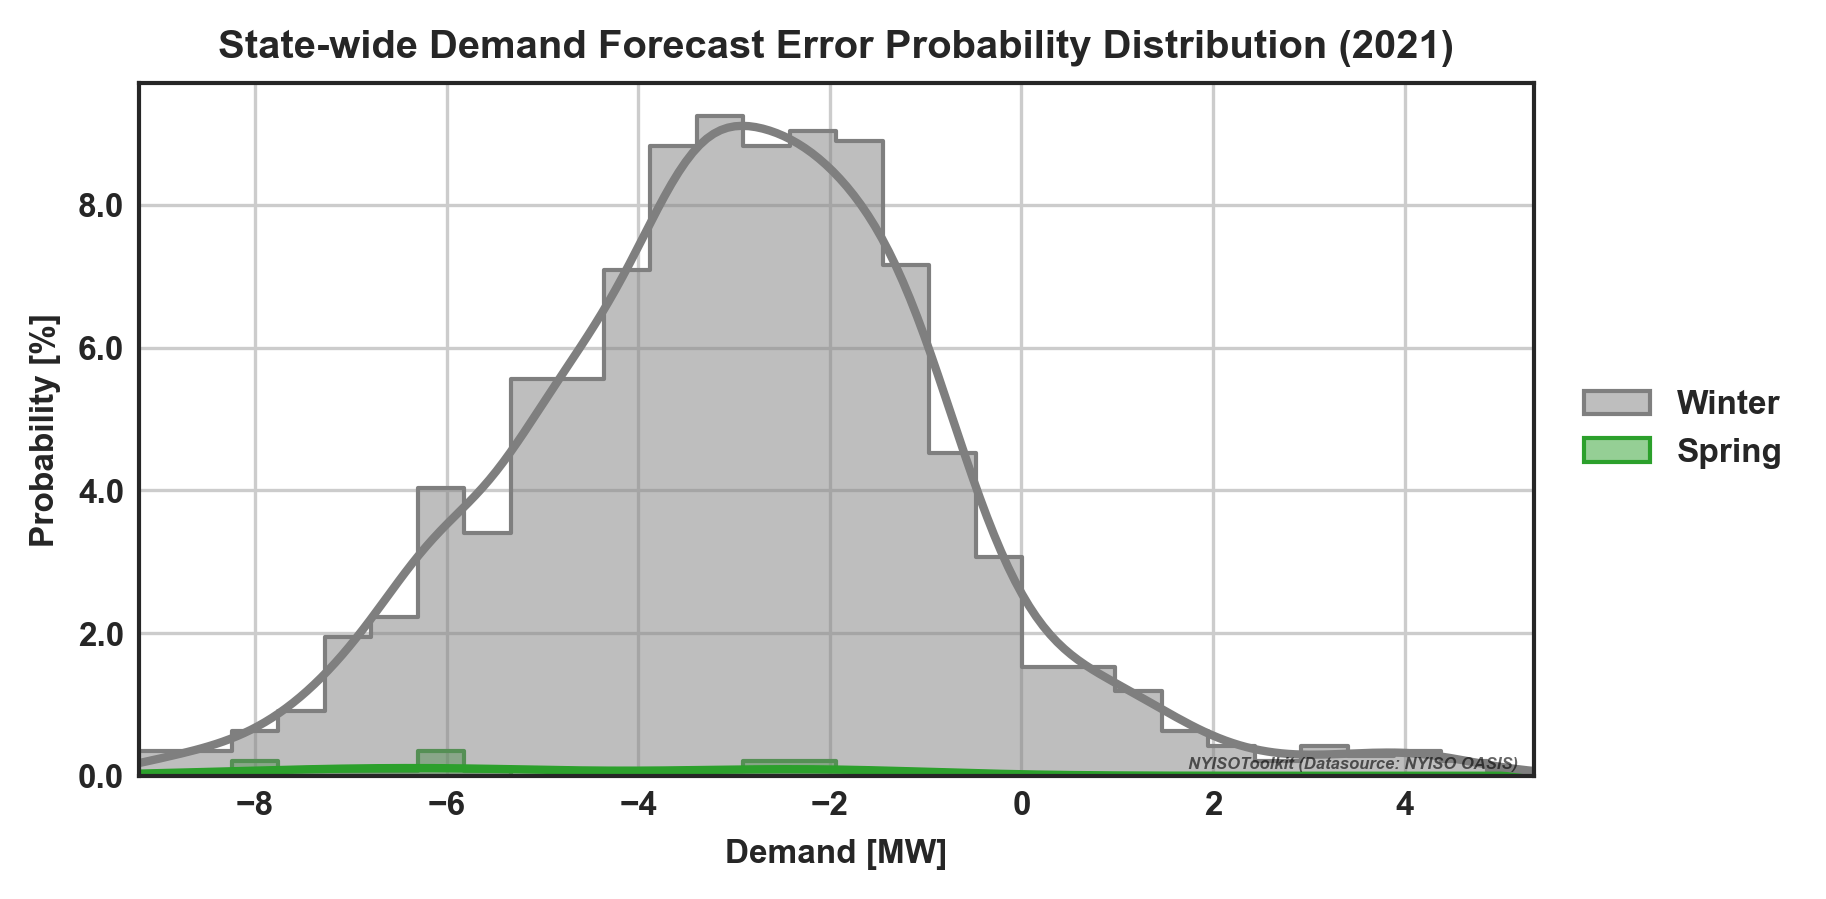 State-wide Demand Forecast Error Probability Distribution (2021)
Probability [%]
8.0
6.0
4.0
2.0
0.0
−8
−6
−4
−2
0
2
4
Demand [MW]
Winter
Spring
NYISOToolkit (Datasource: NYISO OASIS)